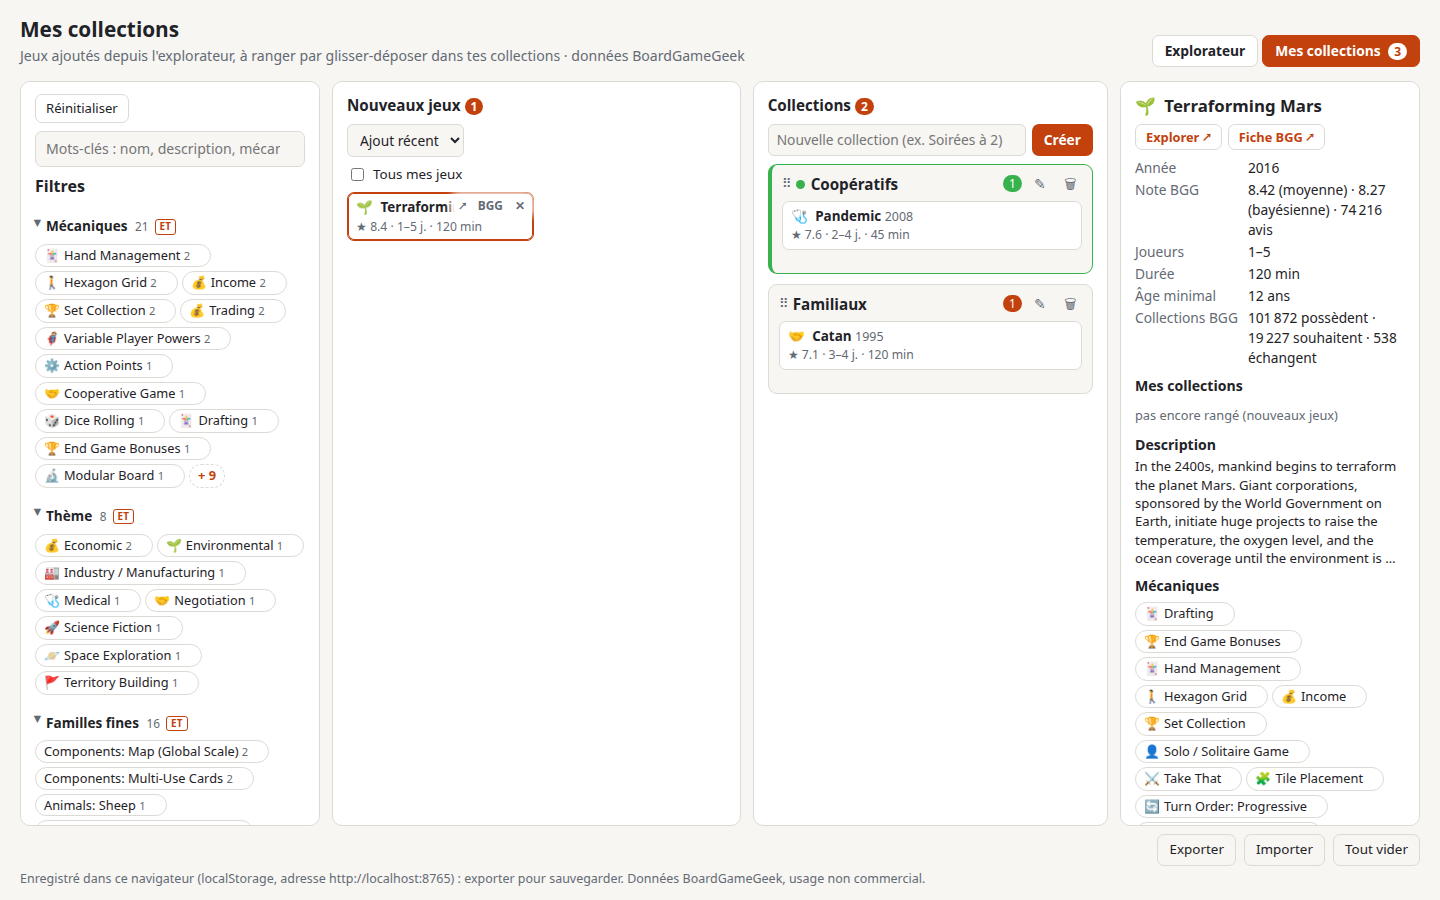 Mes collections
Jeux ajoutés depuis l'explorateur, à ranger par glisser-déposer dans tes collections · données BoardGameGeek
Explorateur
Mes collections 3
Réinitialiser
Mots-clés : nom, description, mécar
Filtres
Mécaniques 21 ET
Hand Management 2
Hexagon Grid 2
Income 2
Set Collection 2
Trading 2
Variable Player Powers 2
Action Points 1
Cooperative Game 1
Dice Rolling 1
Drafting 1
End Game Bonuses 1
Modular Board 1
+ 9
Thème 8 ET
Economic 2
Environmental 1
Industry / Manufacturing 1
Medical 1
Negotiation 1
Science Fiction 1
Space Exploration 1
Territory Building 1
Familles fines 16 ET
Components: Map (Global Scale) 2
Components: Multi-Use Cards 2
Animals: Sheep 1
Nouveaux jeux 1
Ajout récent
Tous mes jeux
Terraformi ↗ BGG ✕
★ 8.4 · 1–5 j. · 120 min
Collections 2
Nouvelle collection (ex. Soirées à 2)
Créer
Coopératifs 1
Pandemic 2008
★ 7.6 · 2–4 j. · 45 min
Familiaux 1
Catan 1995
★ 7.1 · 3–4 j. · 120 min
Terraforming Mars
Explorer ↗
Fiche BGG ↗
Année 2016
Note BGG 8.42 (moyenne) · 8.27
(bayésienne) · 74 216
avis
Joueurs 1–5
Durée 120 min
Âge minimal 12 ans
Collections BGG 101 872 possèdent ·
19 227 souhaitent · 538
échangent
Mes collections
pas encore rangé (nouveaux jeux)
Description
In the 2400s, mankind begins to terraform
the planet Mars. Giant corporations,
sponsored by the World Government on
Earth, initiate huge projects to raise the
temperature, the oxygen level, and the
ocean coverage until the environment is ...
Mécaniques
Drafting
End Game Bonuses
Hand Management
Hexagon Grid
Income
Set Collection
Solo / Solitaire Game
Take That
Tile Placement
Turn Order: Progressive
Exporter
Importer
Tout vider
Enregistré dans ce navigateur (localStorage, adresse http://localhost:8765) : exporter pour sauvegarder. Données BoardGameGeek, usage non commercial.